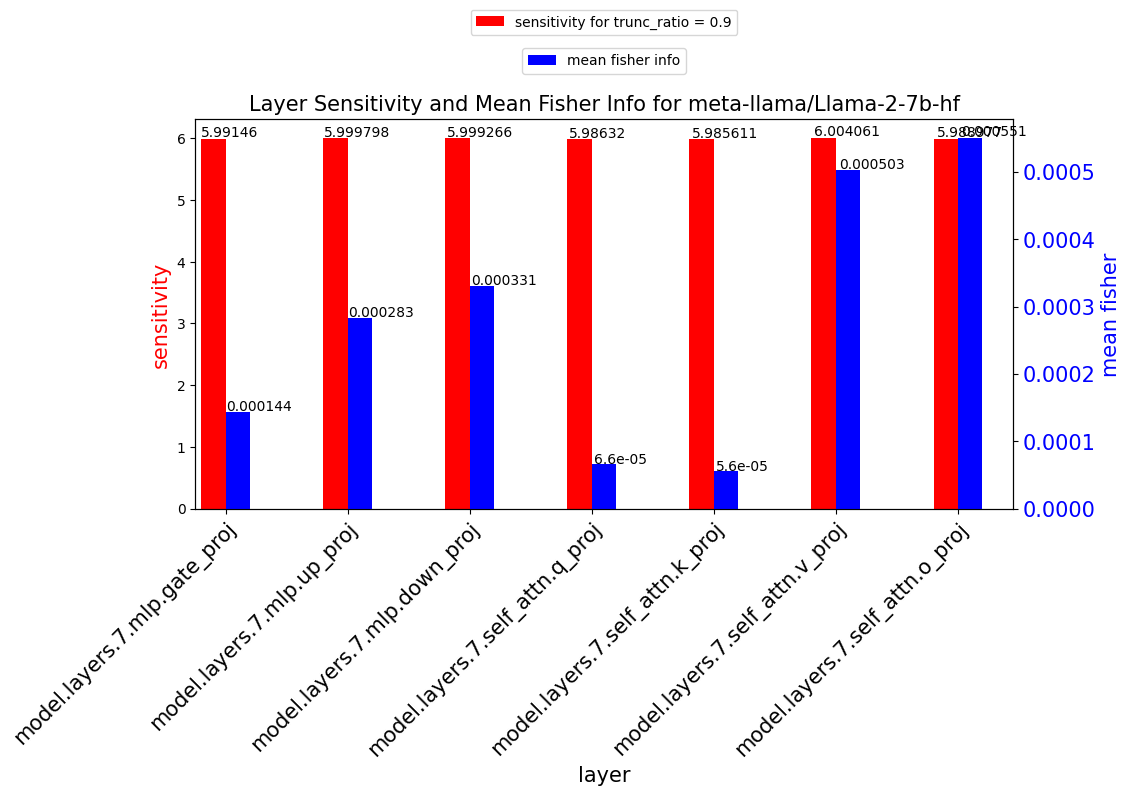 sensitivity for trunc_ratio = 0.9
mean fisher info
Layer Sensitivity and Mean Fisher Info for meta-llama/Llama-2-7b-hf
5.99146
5.999798
5.999266
5.98632
5.985611
6.004061
5.988977
0.000551
0.000503
0.000331
0.000283
0.000144
6.6e-05
5.6e-05
6
5
4
3
2
1
0
sensitivity
0.0005
0.0004
0.0003
0.0002
0.0001
0.0000
mean fisher
model.layers.7.mlp.gate_proj
model.layers.7.mlp.up_proj
model.layers.7.mlp.down_proj
model.layers.7.self_attn.q_proj
model.layers.7.self_attn.k_proj
model.layers.7.self_attn.v_proj
model.layers.7.self_attn.o_proj
layer